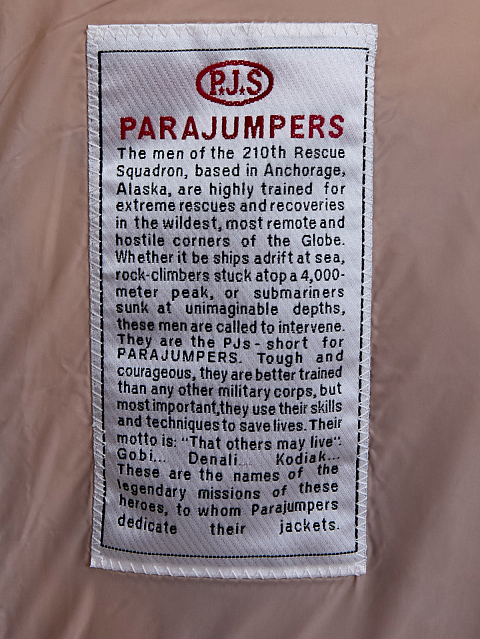 P.J.S
PARAJUMPERS
The men of the 210th Rescue
Squadron, based in Anchorage,
Alaska, are highly trained for
extreme rescues and recoveries
in the wildest, most remote and
hostile corners of the Globe.
Whether it be ships adrift at sea,
rock-climbers stuck atop a 4,000-
meter peak, or submariners
sunk at unimaginable depths,
these men are called to intervene.
They are the PJs - short for
PARAJUMPERS. Tough and
courageous, they are better trained
than any other military corps, but
most important,they use their skills
and techniques to save lives. Their
motto is: "That others may live".
Gobi... Denali... Kodiak...
These are the names of the
legendary missions of these
heroes, to whom Parajumpers
dedicate their jackets.